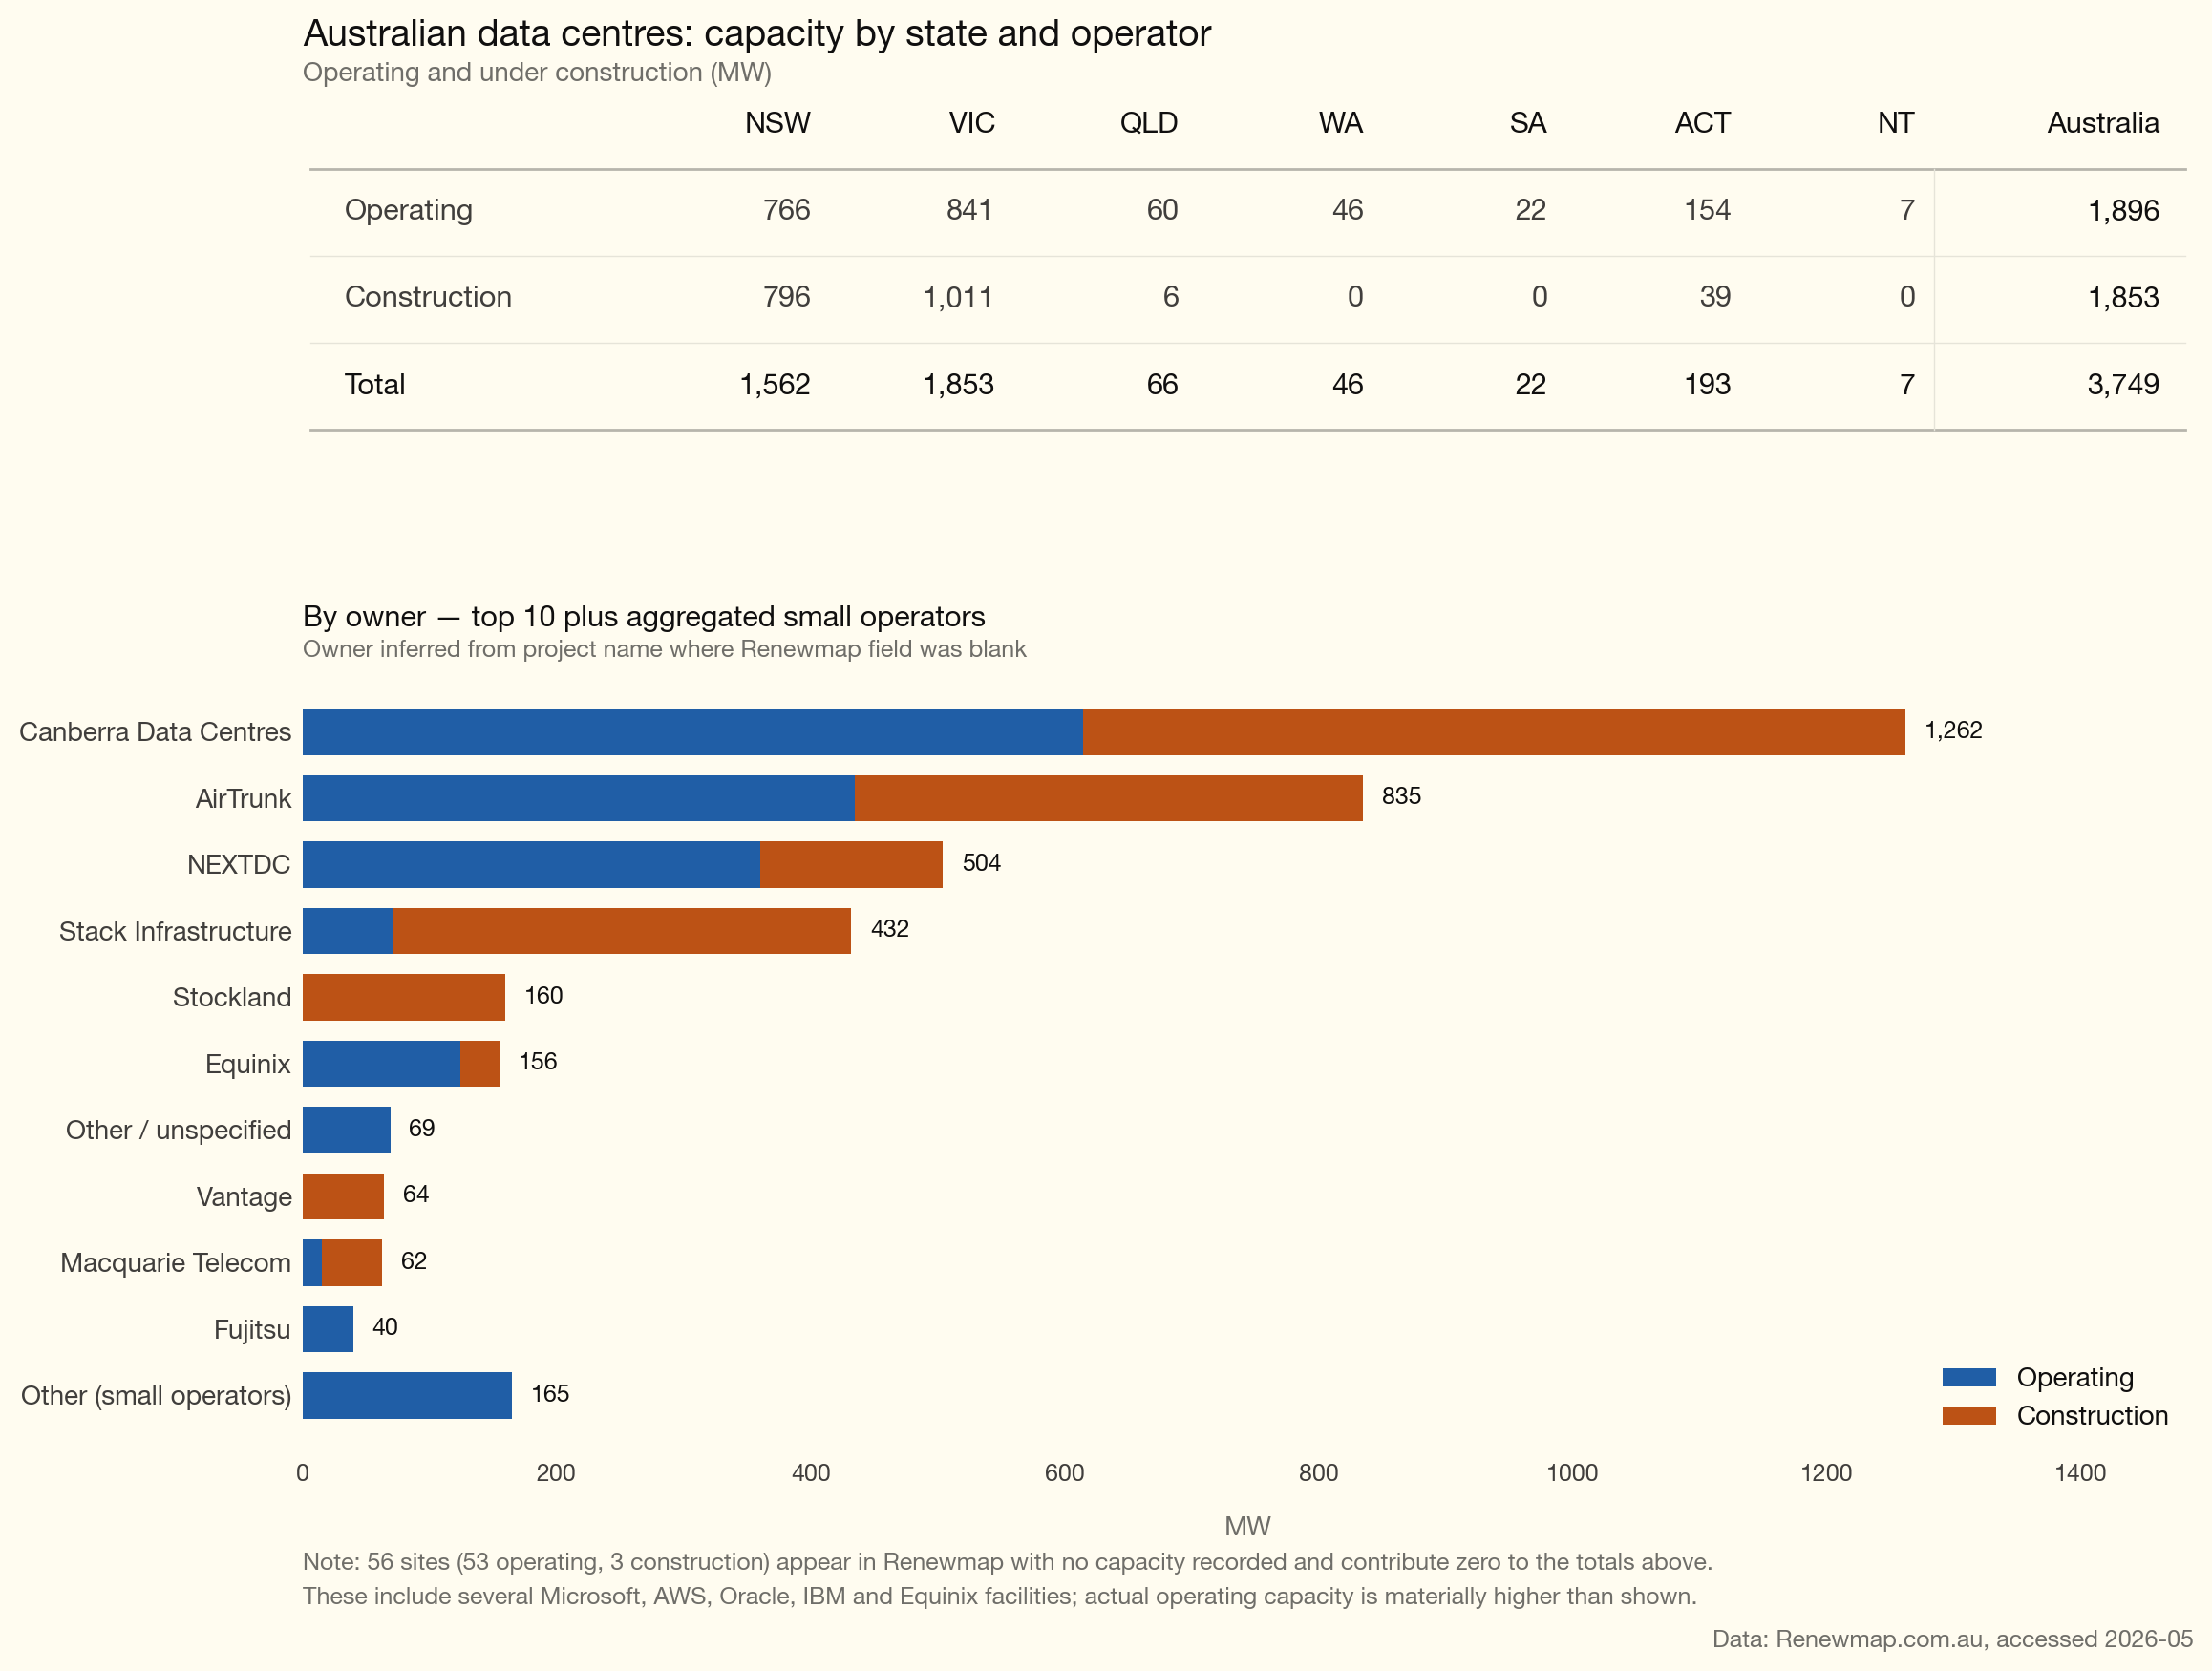 Australian data centres: capacity by state and operator
Operating and under construction (MW)
NSW VIC QLD WA SA ACT NT Australia
Operating 766 841 60 46 22 154 7 1,896
Construction 796 1,011 6 0 0 39 0 1,853
Total 1,562 1,853 66 46 22 193 7 3,749
By owner — top 10 plus aggregated small operators
Owner inferred from project name where Renewmap field was blank
Canberra Data Centres 1,262
AirTrunk 835
NEXTDC 504
Stack Infrastructure 432
Stockland 160
Equinix 156
Other / unspecified 69
Vantage 64
Macquarie Telecom 62
Fujitsu 40
Other (small operators) 165
Operating
Construction
0 200 400 600 800 1000 1200 1400
MW
Note: 56 sites (53 operating, 3 construction) appear in Renewmap with no capacity recorded and contribute zero to the totals above.
These include several Microsoft, AWS, Oracle, IBM and Equinix facilities; actual operating capacity is materially higher than shown.
Data: Renewmap.com.au, accessed 2026-05